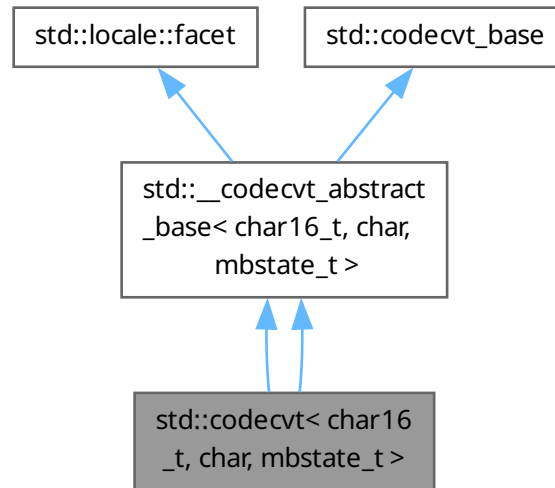 std::locale::facet
std::codecvt_base
std::__codecvt_abstract
_base< char16_t, char,
mbstate_t >
std::codecvt< char16
_t, char, mbstate_t >